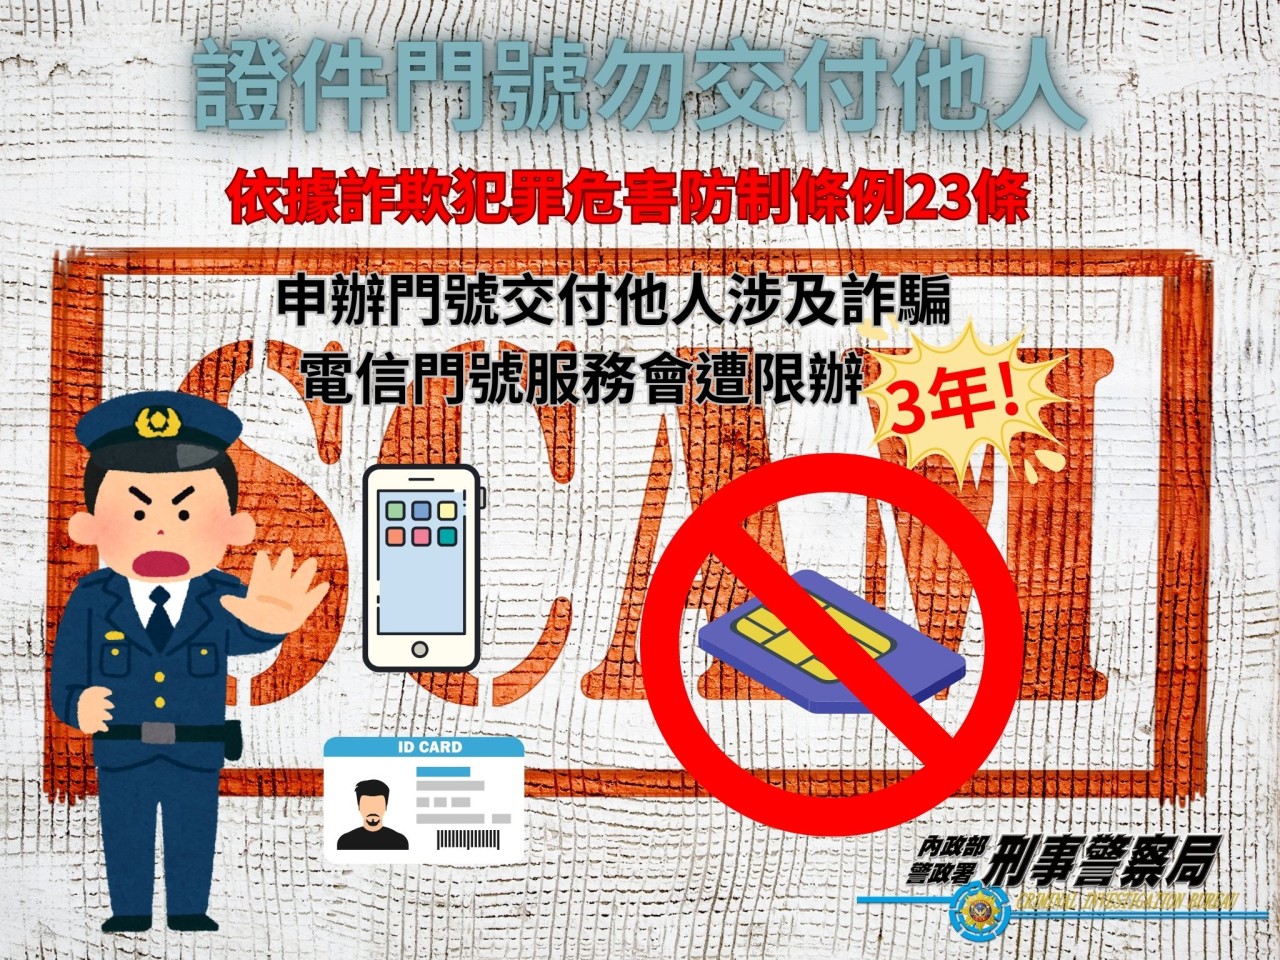 證件門號勿交付他人
依據詐欺犯罪危害防制條例23條
申辦門號交付他人涉及詐騙
電信門號服務會遭限辦
3年!
SCAM
ID CARD
內政部
警政署
刑事警察局
CRIMINAL INVESTIGATION BUREAU